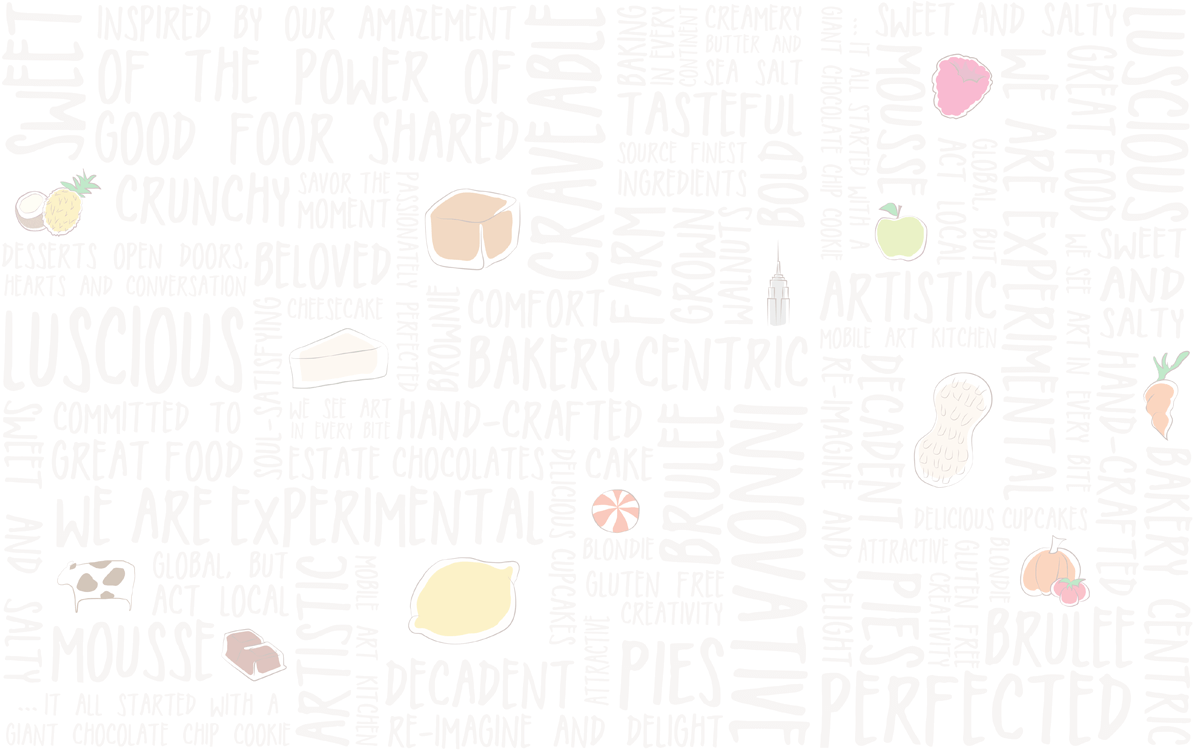 SWEET
INSPIRED BY OUR AMAZEMENT
OF THE POWER OF
GOOD FOOR SHARED
CRAVEABLE
BAKING
IN EVERY
CONTINENT
CREAMERY
BUTTER AND
SEA SALT
TASTEFUL
SOURCE FINEST
INGREDIENTS
BOLD
CRUNCHY
SAVOR THE
MOMENT
PASSIONATELY PERFECTED
DESSERTS OPEN DOORS,
HEARTS AND CONVERSATION
BELOVED
CHEESECAKE
FARM
GROWN
WALNUTS
LUSCIOUS
SOUL-SATISFYING
BROWNIE
COMFORT
BAKERY CENTRIC
SWEET AND SALTY
COMMITTED TO
GREAT FOOD
WE SEE ART
IN EVERY BITE
HAND-CRAFTED
ESTATE CHOCOLATES
CAKE
DELICIOUS CUPCAKES
BRULEE
INNOVATIVE
WE ARE EXPERIMENTAL
BLONDIE
GLOBAL, BUT
ACT LOCAL
ARTISTIC
MOBILE ART KITCHEN
GLUTEN FREE
CREATIVITY
MOUSSE
DECADENT
ATTRACTIVE
PIES
...IT ALL STARTED WITH A
GIANT CHOCOLATE CHIP COOKIE
RE-IMAGINE AND DELIGHT
GIANT CHOCOLATE CHIP COOKIE
...IT ALL STARTED WITH A
SWEET AND SALTY
MOUSSE
GLOBAL, BUT
ACT LOCAL
WE ARE EXPERIMENTAL
GREAT FOOD
LUSCIOUS
WE SEE ART IN EVERY BITE
SWEET
AND
SALTY
ARTISTIC
MOBILE ART KITCHEN
RE-IMAGINE AND DELIGHT
DECADENT
HAND-CRAFTED
BAKERY CENTRIC
DELICIOUS CUPCAKES
ATTRACTIVE
PIES
GLUTEN FREE
CREATIVITY
BLONDIE
BRULEE
PERFECTED